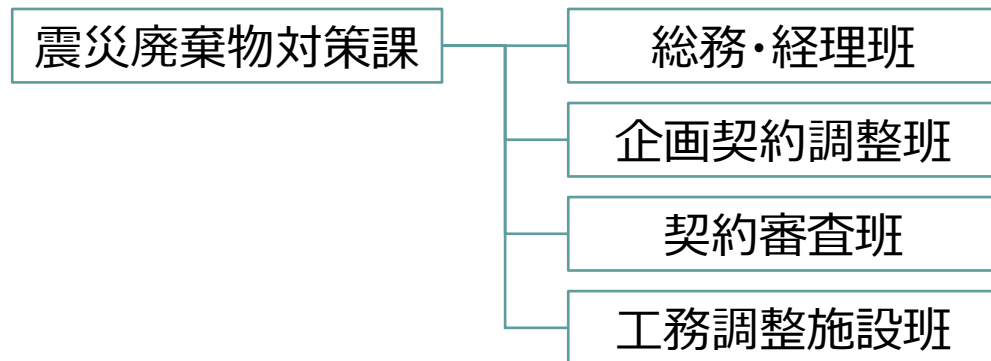 震災廃棄物対策課
総務・経理班
企画契約調整班
契約審査班
工務調整施設班